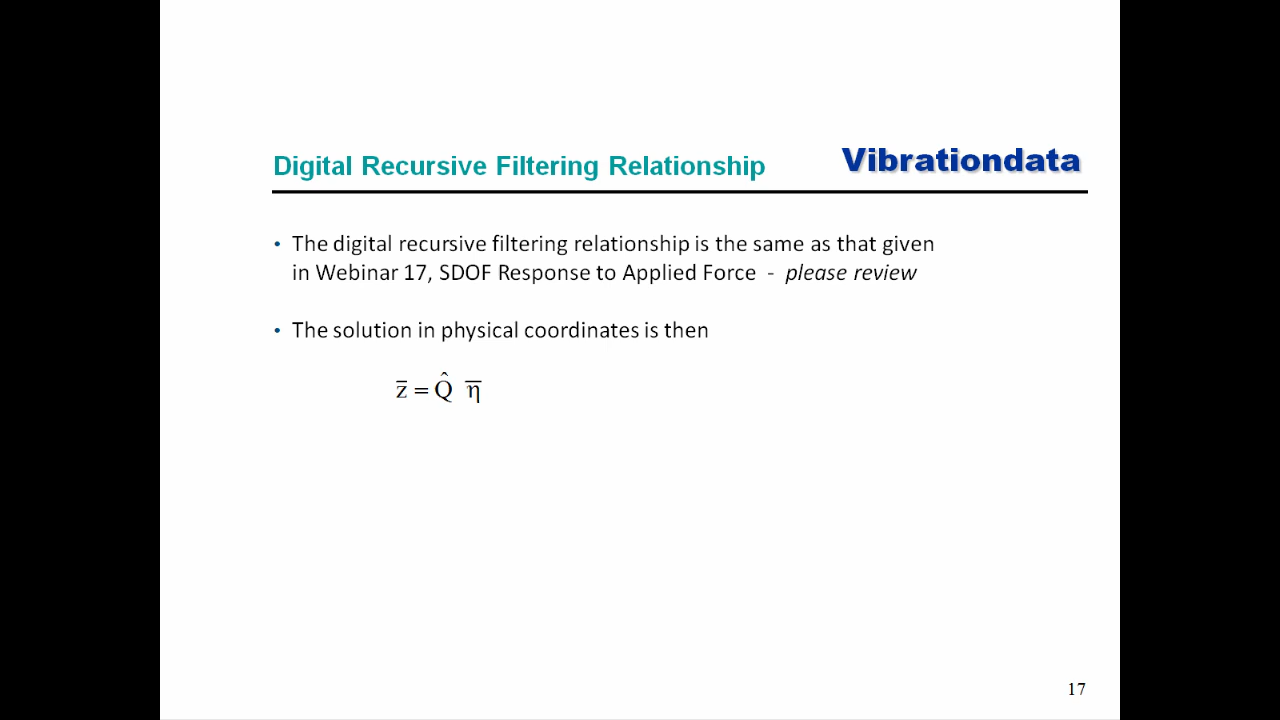 Digital Recursive Filtering Relationship
Vibrationdata
• The digital recursive filtering relationship is the same as that given
in Webinar 17, SDOF Response to Applied Force - please review
• The solution in physical coordinates is then
z̅ = Q̂ η̅
17